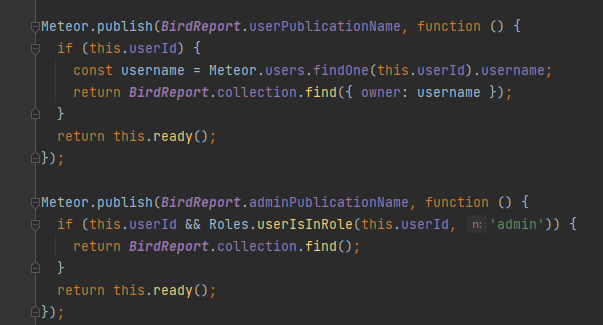 Meteor.publish(BirdReport.userPublicationName, function () {
  if (this.userId) {
    const username = Meteor.users.findOne(this.userId).username;
    return BirdReport.collection.find({ owner: username });
  }
  return this.ready();
});

Meteor.publish(BirdReport.adminPublicationName, function () {
  if (this.userId && Roles.userIsInRole(this.userId, n: 'admin')) {
    return BirdReport.collection.find();
  }
  return this.ready();
});